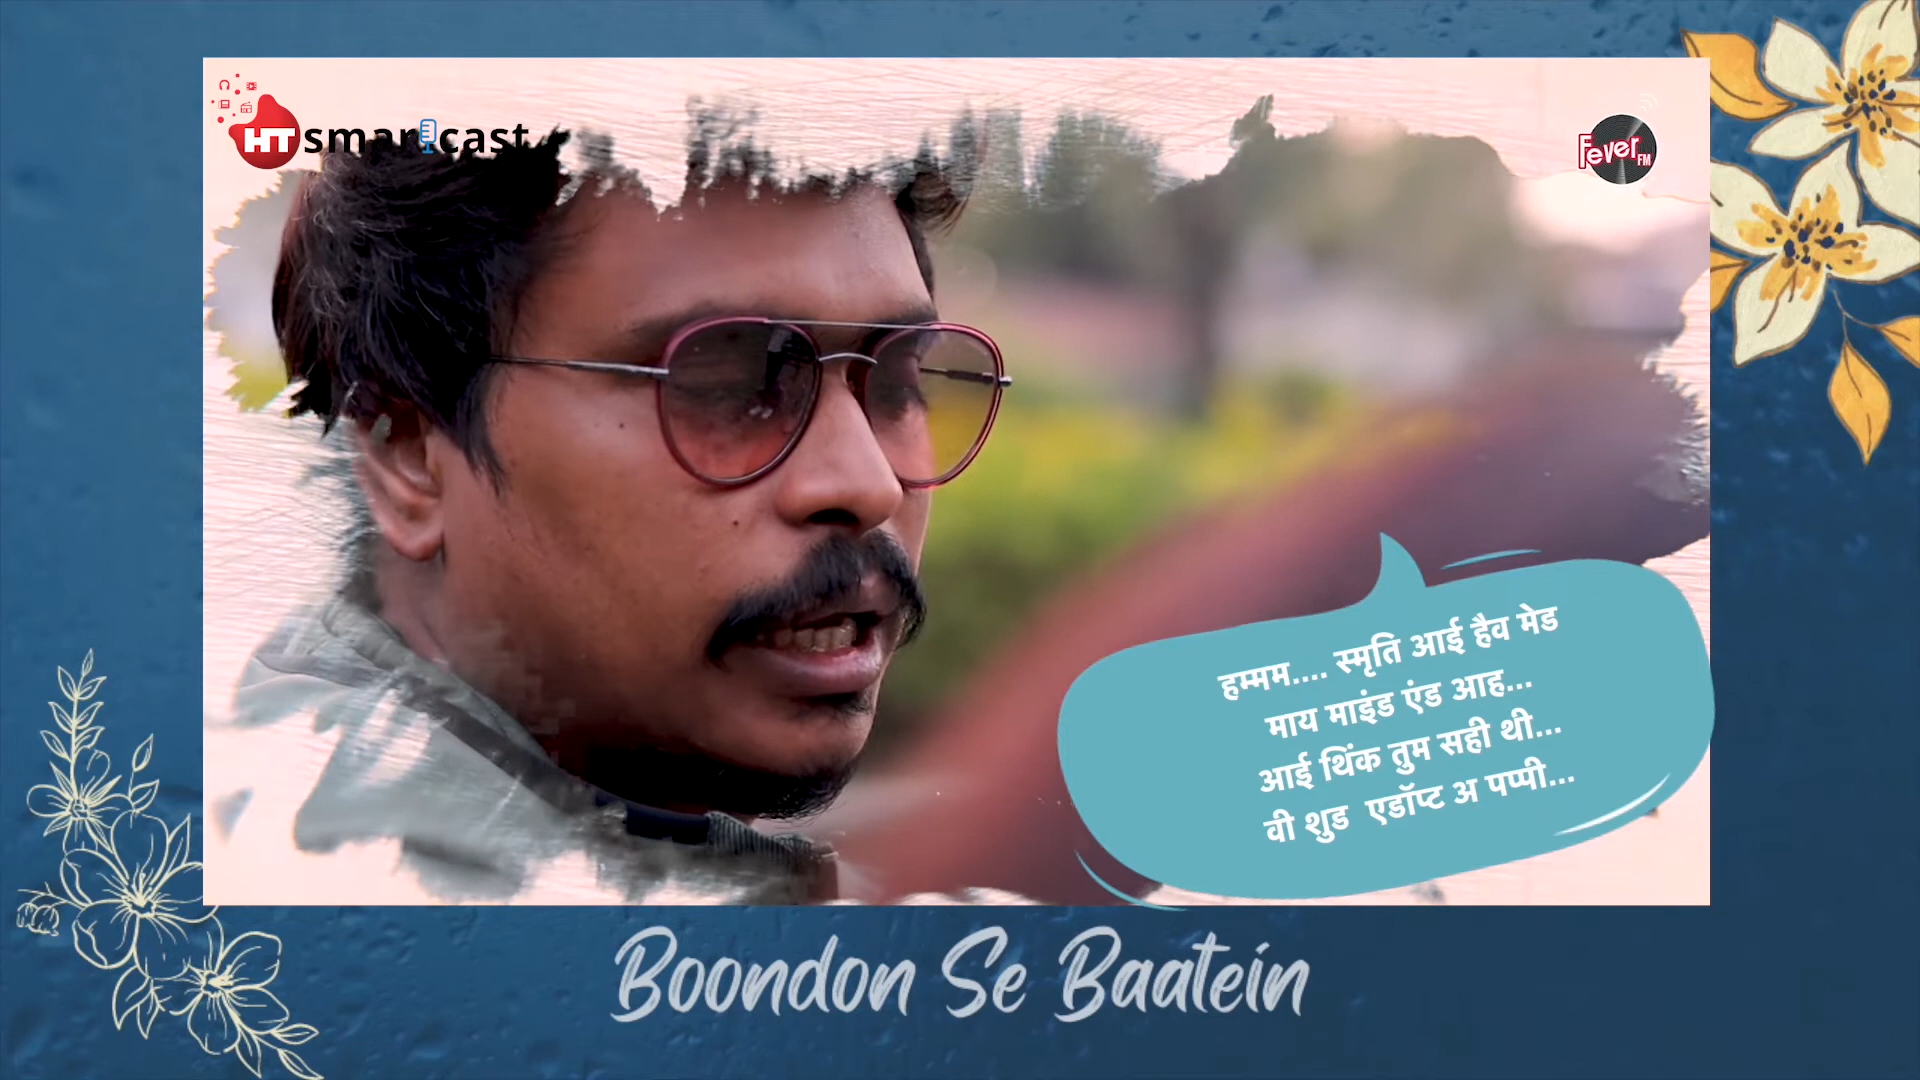 HT smartcast
Fever FM
हम्मम.... स्मृति आई हैव मेड
माय माइंड एंड आह...
आई थिंक तुम सही थी...
वी शुड एडॉप्ट अ पप्पी...
Boondon Se Baatein